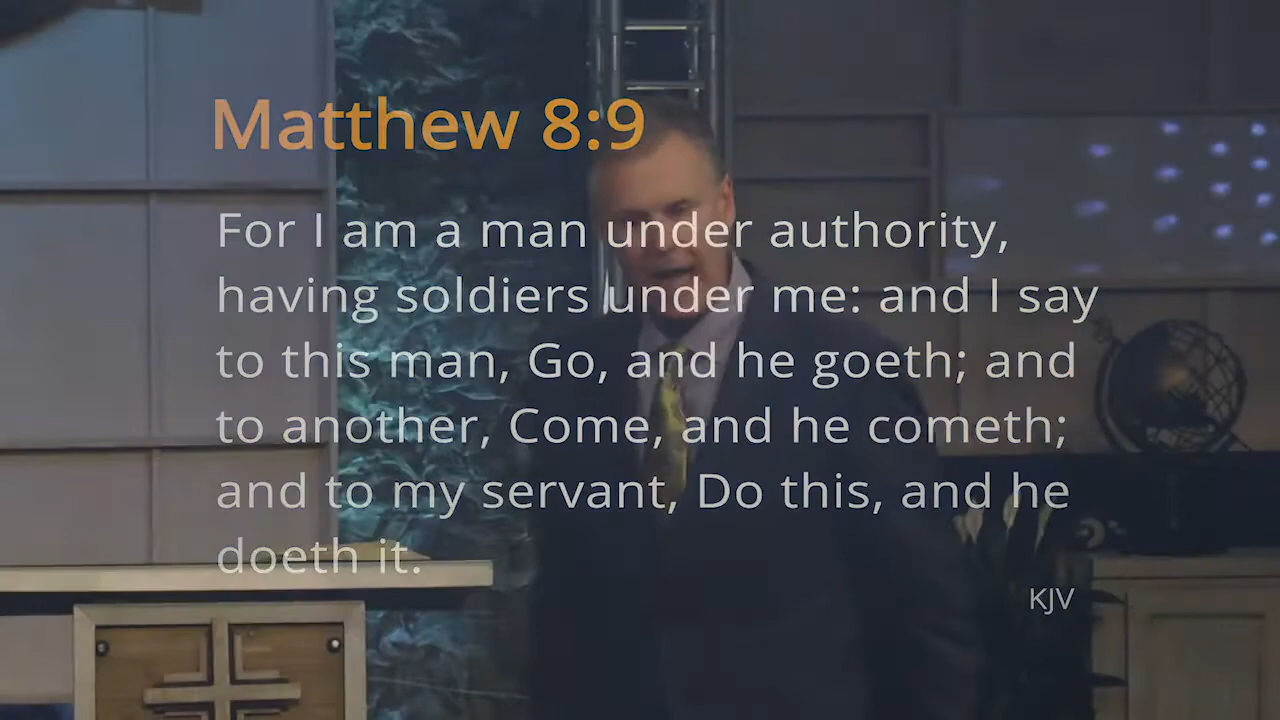 Matthew 8:9
For I am a man under authority,
having soldiers under me: and I say
to this man, Go, and he goeth; and
to another, Come, and he cometh;
and to my servant, Do this, and he
doeth it.
KJV